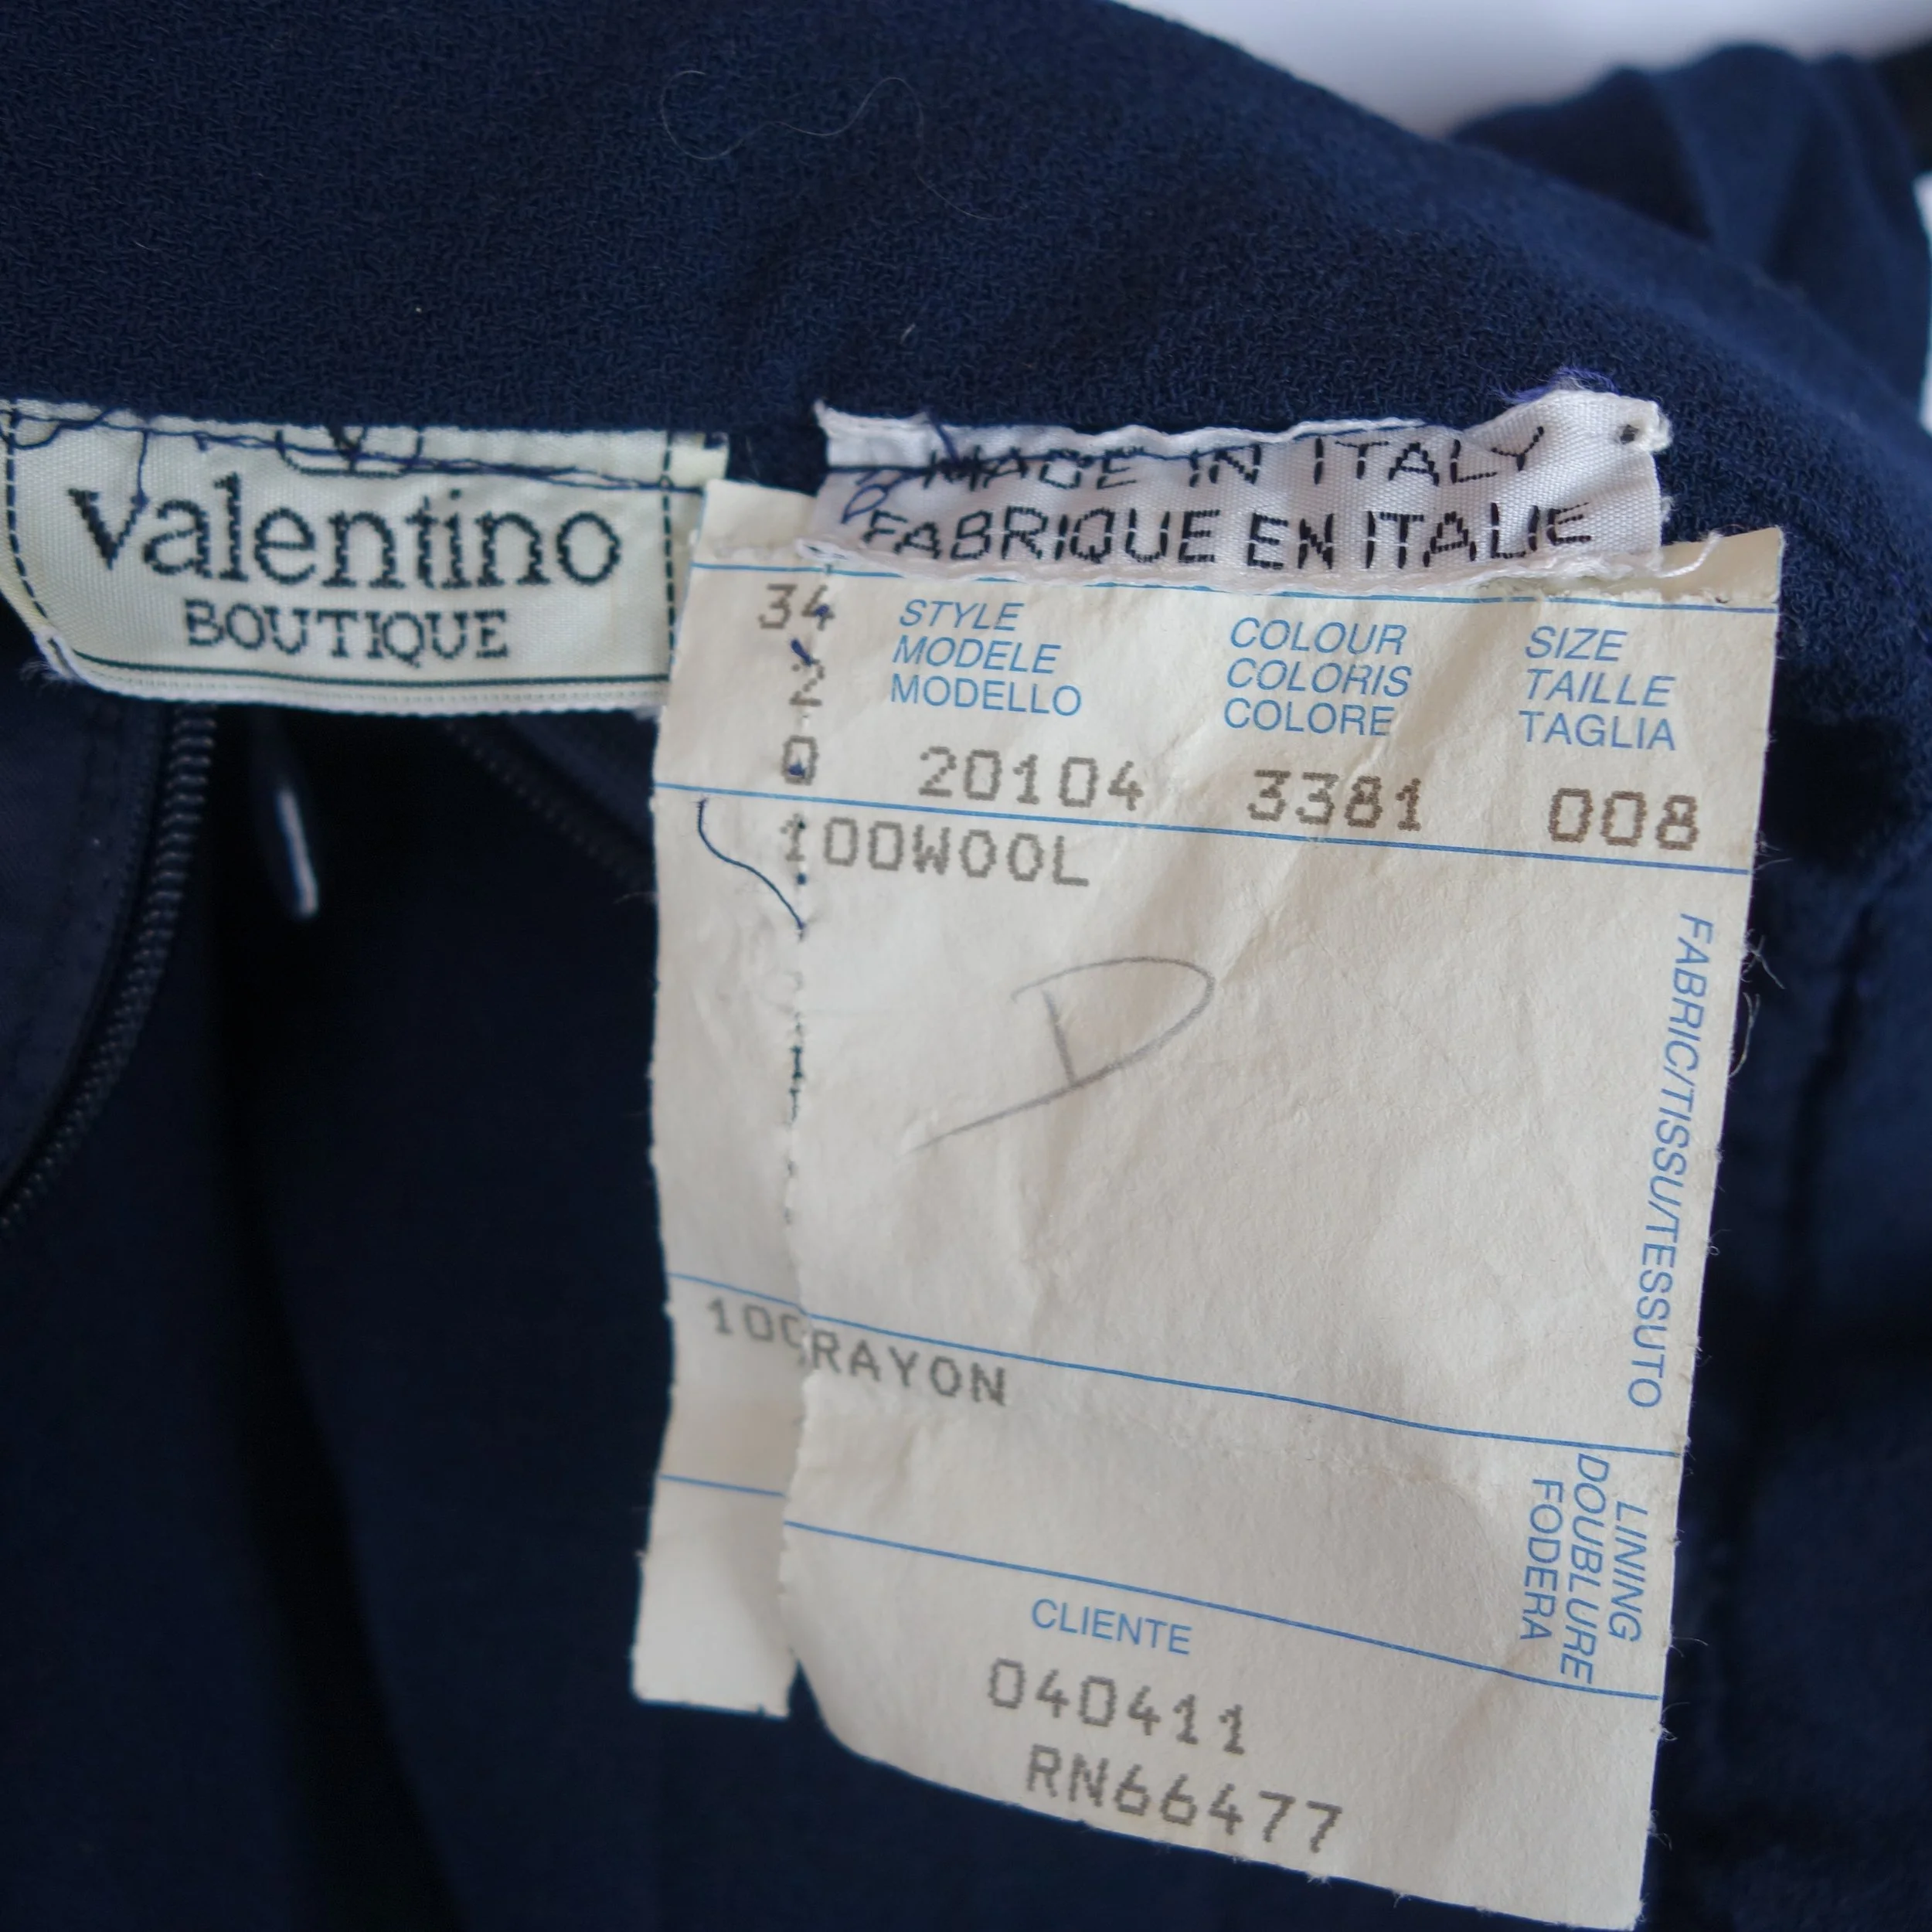 Valentino
BOUTIQUE
MADE IN ITALY
FABRIQUE EN ITALIE
34
2
0
STYLE
MODELE
MODELLO
20104
COLOUR
COLORIS
COLORE
3381
SIZE
TAILLE
TAGLIA
008
100WOOL
D
FABRIC/TISSU/TESSUTO
100RAYON
LINING
DOUBLURE
FODERA
CLIENTE
040411
RN66477